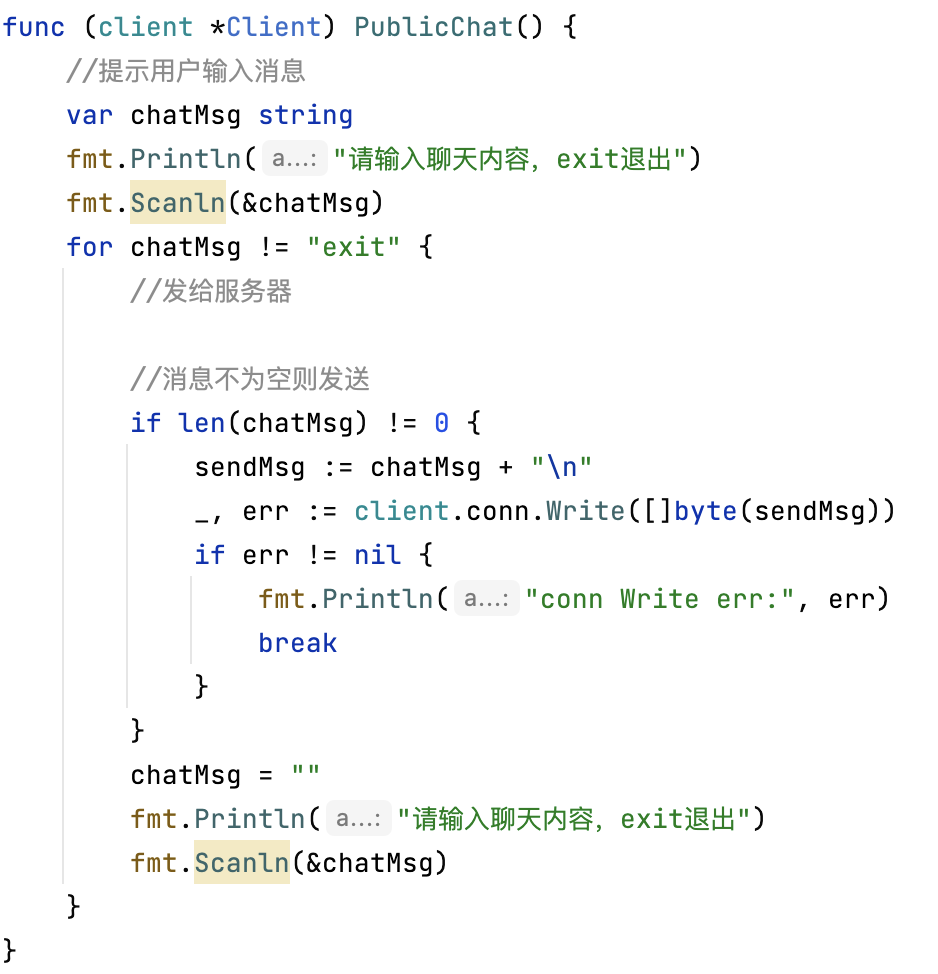 func (client *Client) PublicChat() {
    //提示用户输入消息
    var chatMsg string
    fmt.Println( a...: "请输入聊天内容，exit退出")
    fmt.Scanln(&chatMsg)
    for chatMsg != "exit" {
        //发给服务器

        //消息不为空则发送
        if len(chatMsg) != 0 {
            sendMsg := chatMsg + "\n"
            _, err := client.conn.Write([]byte(sendMsg))
            if err != nil {
                fmt.Println( a...: "conn Write err:", err)
                break
            }
        }
        chatMsg = ""
        fmt.Println( a...: "请输入聊天内容，exit退出")
        fmt.Scanln(&chatMsg)
    }
}